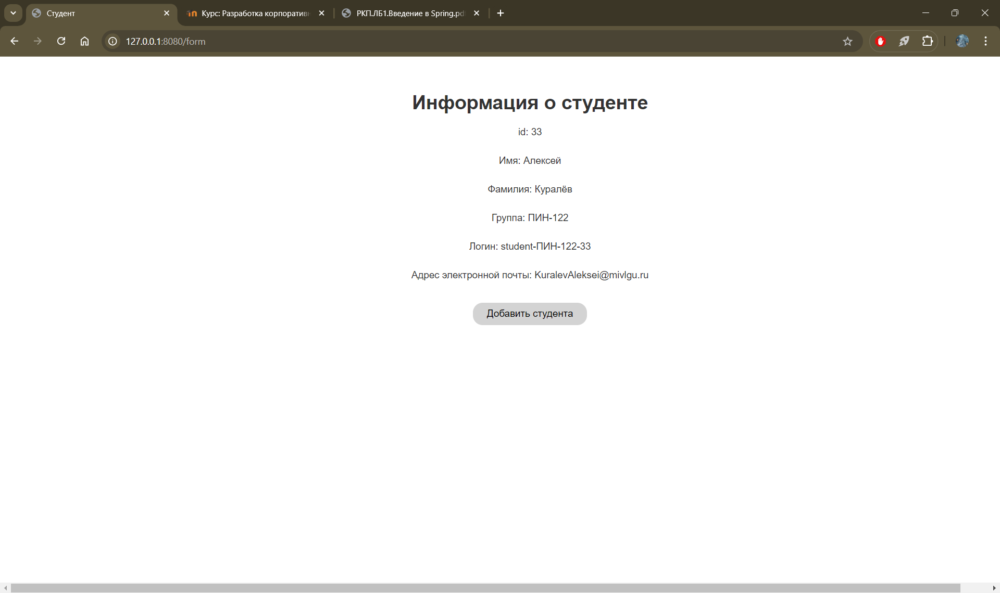 Студент
Курс: Разработка корпоратив
РКП.ЛБ1.Введение в Spring.pd
127.0.0.1:8080/form
Информация о студенте
id: 33
Имя: Алексей
Фамилия: Куралёв
Группа: ПИН-122
Логин: student-ПИН-122-33
Адрес электронной почты: KuralevAleksei@mivlgu.ru
Добавить студента